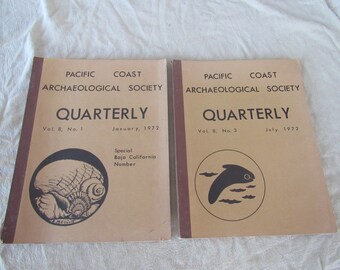 PACIFIC COAST
ARCHAEOLOGICAL SOCIETY
QUARTERLY
Vol. 8, No. 1 January, 1972
Special
Baja California
Number
PACIFIC COAST
ARCHAEOLOGICAL SOCIETY
QUARTERLY
Vol. 8, No. 3 July, 1972